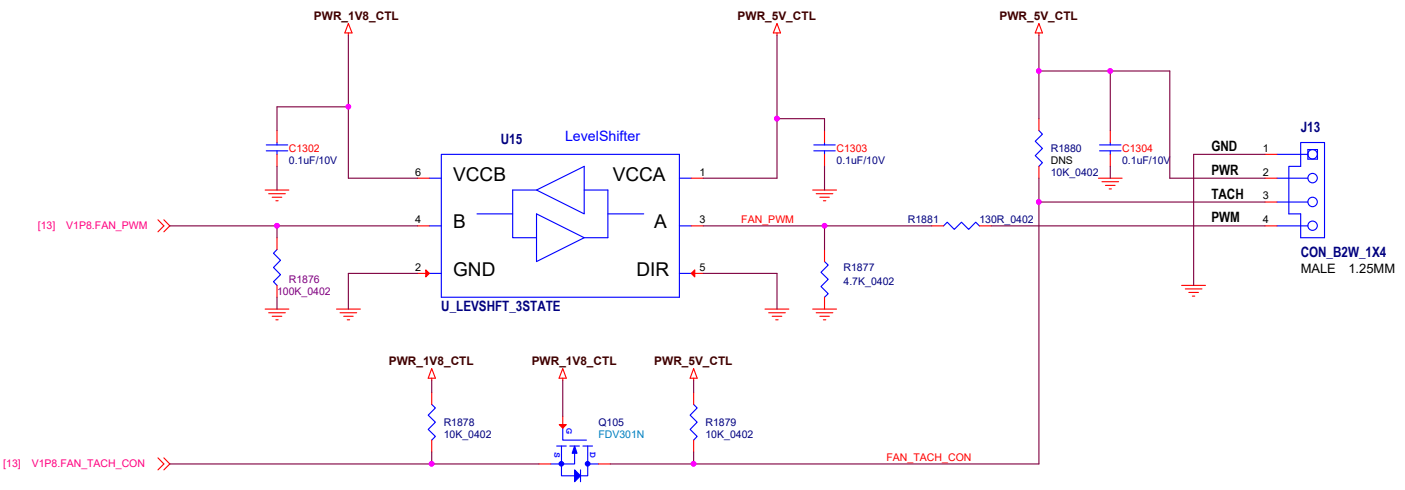 PWR_1V8_CTL
PWR_5V_CTL
PWR_5V_CTL
C1302
0.1uF/10V
U15
LevelShifter
C1303
0.1uF/10V
R1880
DNS
10K_0402
C1304
0.1uF/10V
J13
GND 1
PWR 2
TACH 3
PWM 4
CON_B2W_1X4
MALE 1.25MM
6 VCCB VCCA 1
[13] V1P8.FAN_PWM
4 B A 3
FAN_PWM
R1881 130R_0402
2 GND DIR 5
U_LEVSHFT_3STATE
R1876
100K_0402
R1877
4.7K_0402
PWR_1V8_CTL
PWR_1V8_CTL
PWR_5V_CTL
R1878
10K_0402
Q105
FDV301N
G
S
D
R1879
10K_0402
[13] V1P8.FAN_TACH_CON
FAN_TACH_CON